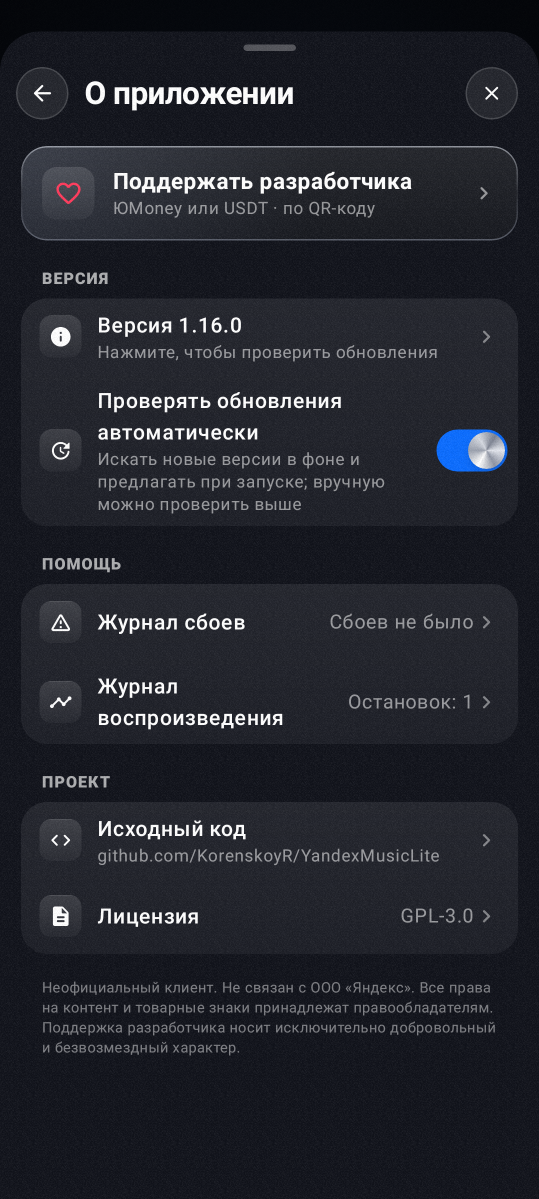 О приложении
Поддержать разработчика
ЮMoney или USDT · по QR-коду
ВЕРСИЯ
Версия 1.16.0
Нажмите, чтобы проверить обновления
Проверять обновления
автоматически
Искать новые версии в фоне и
предлагать при запуске; вручную
можно проверить выше
ПОМОЩЬ
Журнал сбоев
Сбоев не было
Журнал
воспроизведения
Остановок: 1
ПРОЕКТ
Исходный код
github.com/KorenskoyR/YandexMusicLite
Лицензия
GPL-3.0
Неофициальный клиент. Не связан с ООО «Яндекс». Все права
на контент и товарные знаки принадлежат правообладателям.
Поддержка разработчика носит исключительно добровольный
и безвозмездный характер.